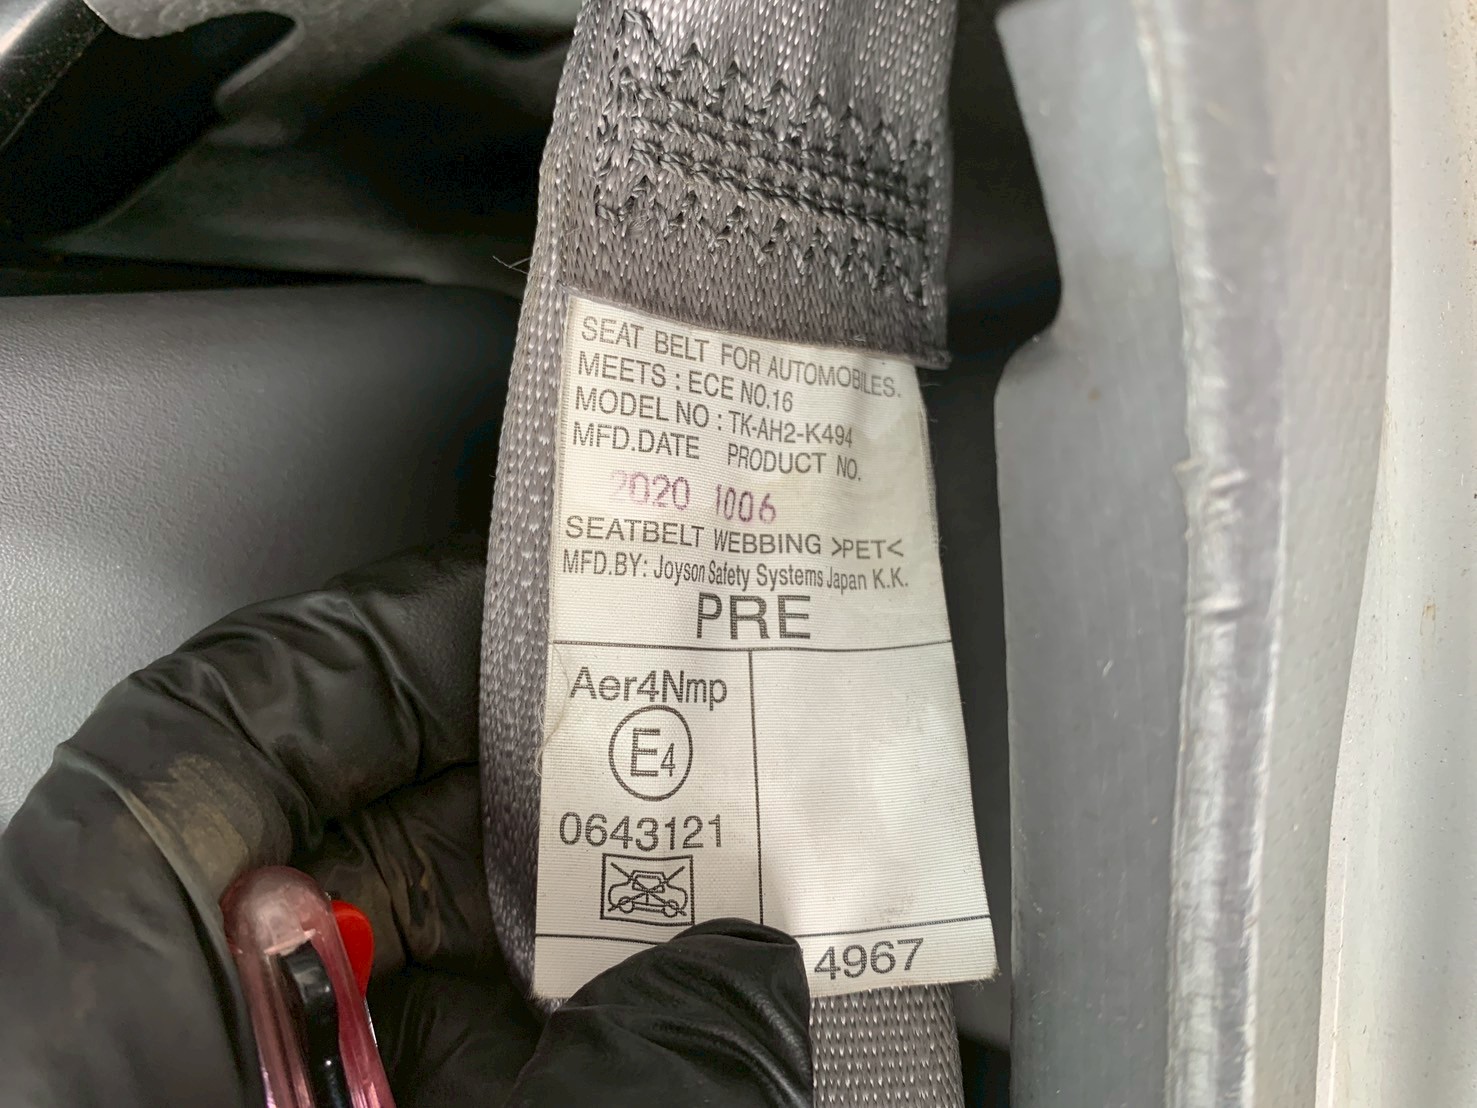 SEAT BELT FOR AUTOMOBILES.
MEETS : ECE NO.16
MODEL NO : TK-AH2-K494
MFD.DATE PRODUCT NO.
2020 1006
SEATBELT WEBBING >PET<
MFD.BY: Joyson Safety Systems Japan K.K.
PRE
Aer4Nmp
E4
0643121
4967